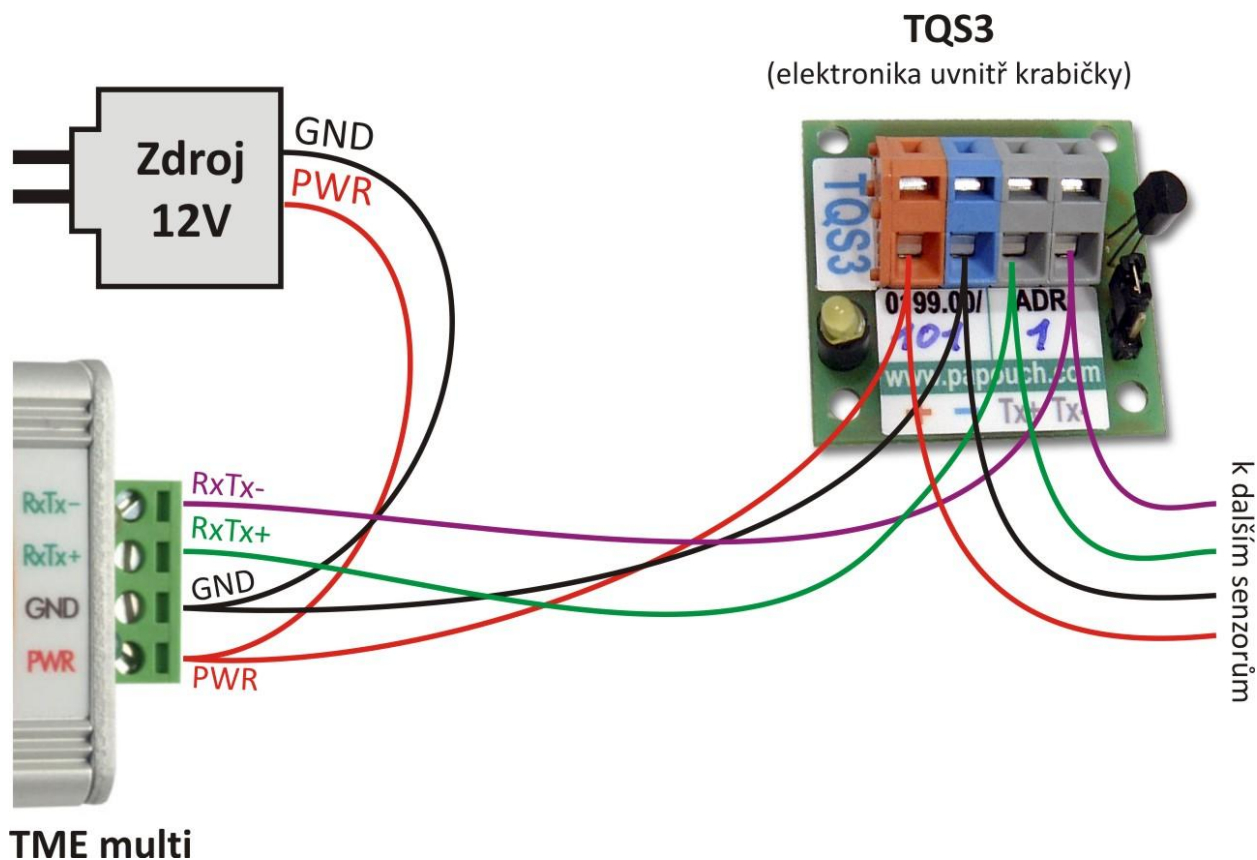 TQS3
(elektronika uvnitř krabičky)
Zdroj
12V
GND
PWR
TQS3
0199.00/
ADR
101
1
www.papouch.com
+ - Tx+ Tx-
RxTx-
RxTx+
GND
PWR
RxTx-
RxTx+
GND
PWR
k dalším senzorům
TME multi